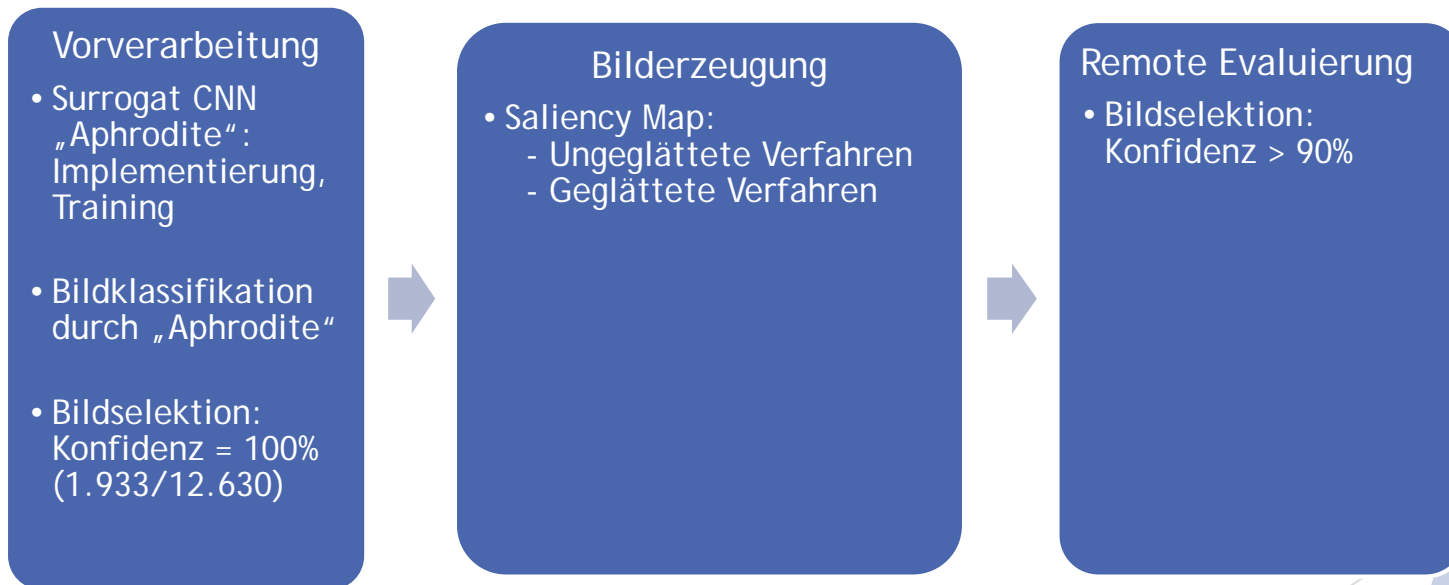 Vorverarbeitung
• Surrogat CNN
„Aphrodite“:
Implementierung,
Training
• Bildklassifikation
durch „Aphrodite“
• Bildselektion:
Konfidenz = 100%
(1.933/12.630)
Bilderzeugung
• Saliency Map:
- Ungeglättete Verfahren
- Geglättete Verfahren
Remote Evaluierung
• Bildselektion:
Konfidenz > 90%